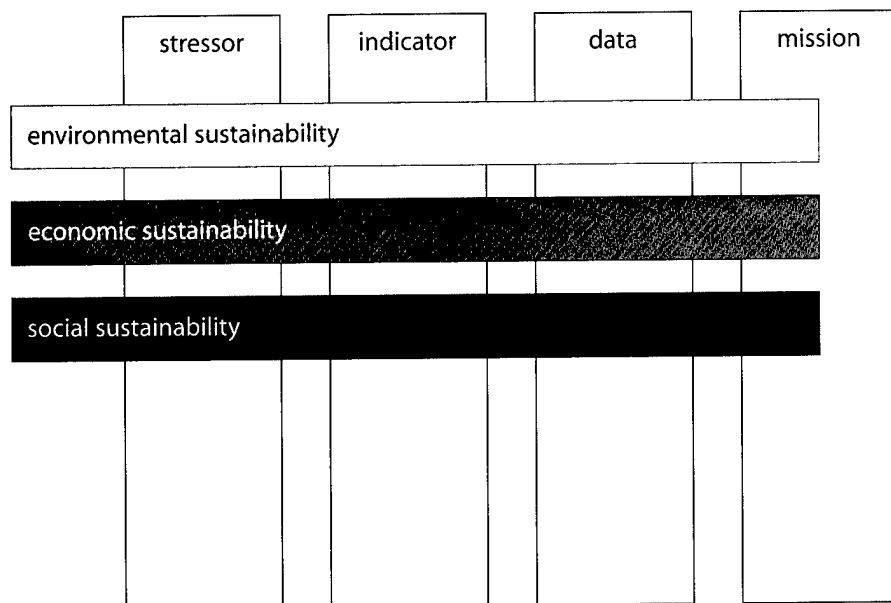 stressor
indicator
data
mission
environmental sustainability
economic sustainability
social sustainability